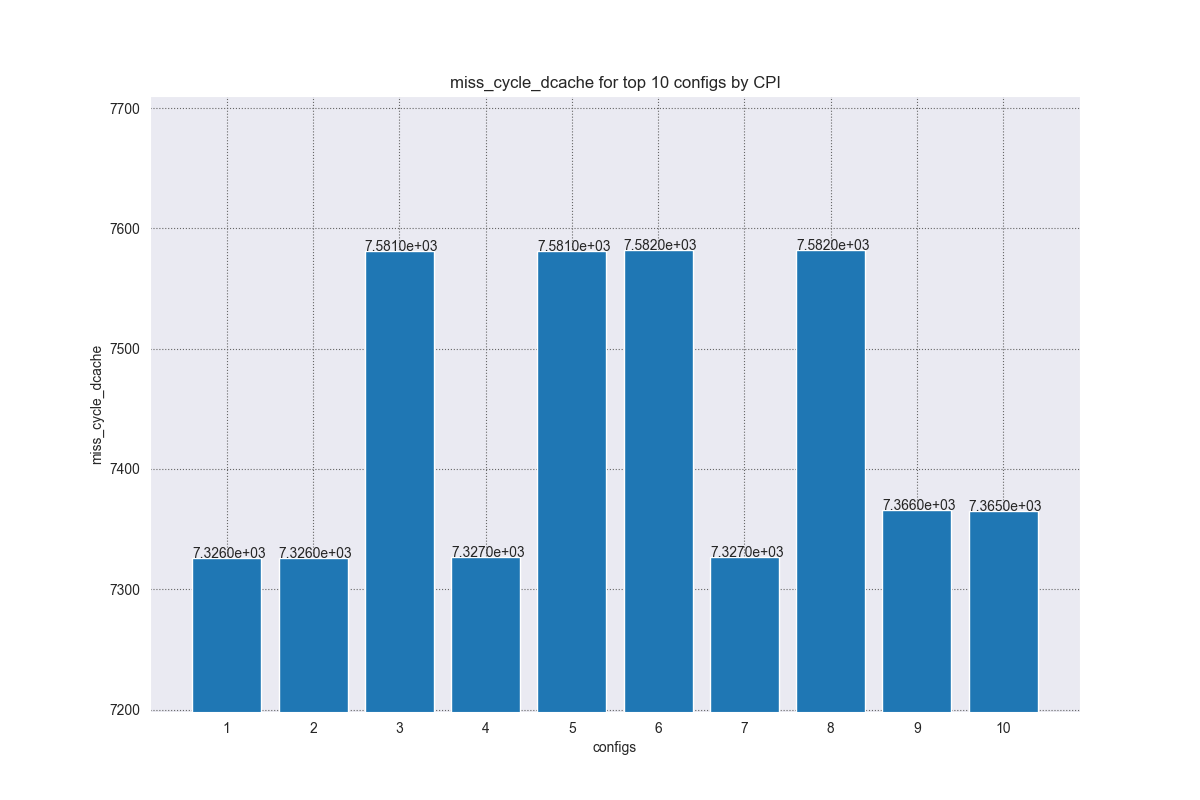 miss_cycle_dcache for top 10 configs by CPI
7700
7600
7500
7400
7300
7200
miss_cycle_dcache
7.3260e+03
7.3260e+03
7.5810e+03
7.3270e+03
7.5810e+03
7.5820e+03
7.3270e+03
7.5820e+03
7.3660e+03
7.3650e+03
1 2 3 4 5 6 7 8 9 10
configs